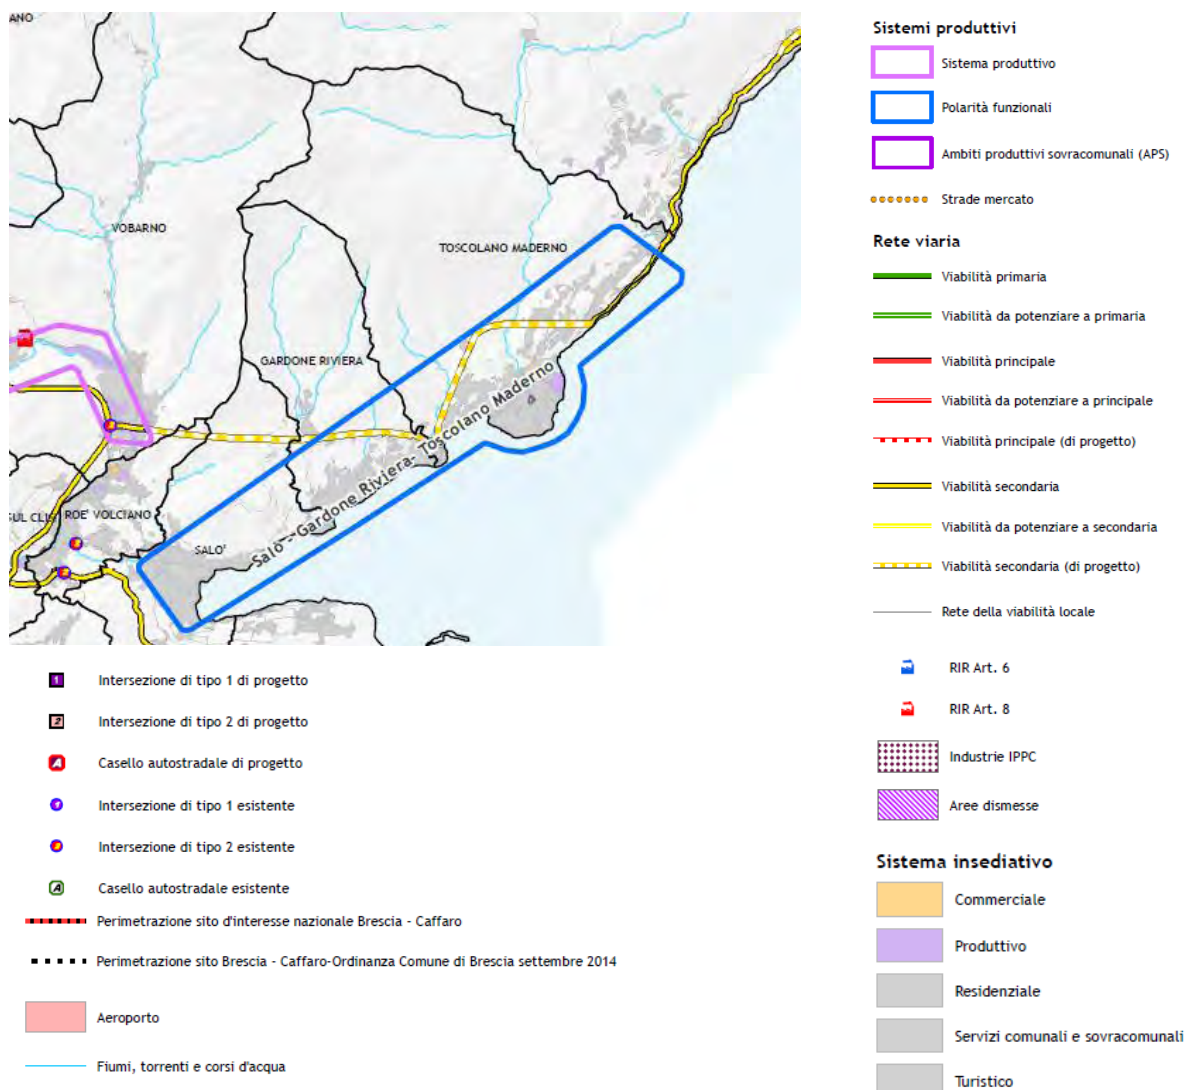 ANO
VOBARNO
TOSCOLANO MADERNO
GARDONE RIVIERA
SUL CLIS
ROE' VOLCIANO
SALO'
Salò - Gardone Riviera- Toscolano Maderno
Sistemi produttivi
Sistema produttivo
Polarità funzionali
Ambiti produttivi sovracomunali (APS)
Strade mercato
Rete viaria
Viabilità primaria
Viabilità da potenziare a primaria
Viabilità principale
Viabilità da potenziare a principale
Viabilità principale (di progetto)
Viabilità secondaria
Viabilità da potenziare a secondaria
Viabilità secondaria (di progetto)
Rete della viabilità locale
RIR Art. 6
RIR Art. 8
Industrie IPPC
Aree dismesse
Sistema insediativo
Commerciale
Produttivo
Residenziale
Servizi comunali e sovracomunali
Turistico
1 Intersezione di tipo 1 di progetto
2 Intersezione di tipo 2 di progetto
A Casello autostradale di progetto
1 Intersezione di tipo 1 esistente
2 Intersezione di tipo 2 esistente
A Casello autostradale esistente
Perimetrazione sito d'interesse nazionale Brescia - Caffaro
Perimetrazione sito Brescia - Caffaro-Ordinanza Comune di Brescia settembre 2014
Aeroporto
Fiumi, torrenti e corsi d'acqua